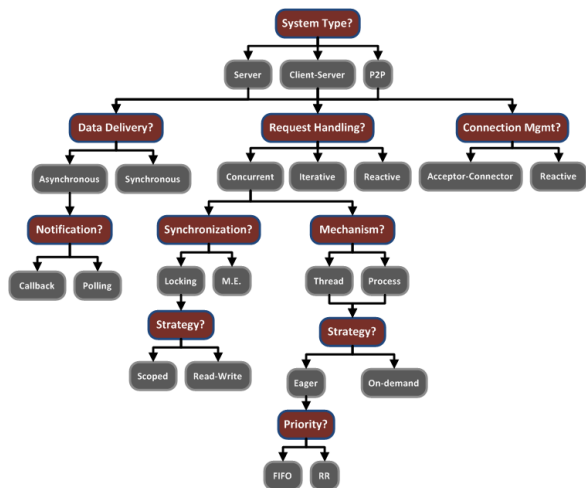 System Type?
Server
Client-Server
P2P
Data Delivery?
Request Handling?
Connection Mgmt?
Asynchronous
Synchronous
Concurrent
Iterative
Reactive
Acceptor-Connector
Reactive
Notification?
Synchronization?
Mechanism?
Callback
Polling
Locking
M.E.
Thread
Process
Strategy?
Strategy?
Scoped
Read-Write
Eager
On-demand
Priority?
FIFO
RR